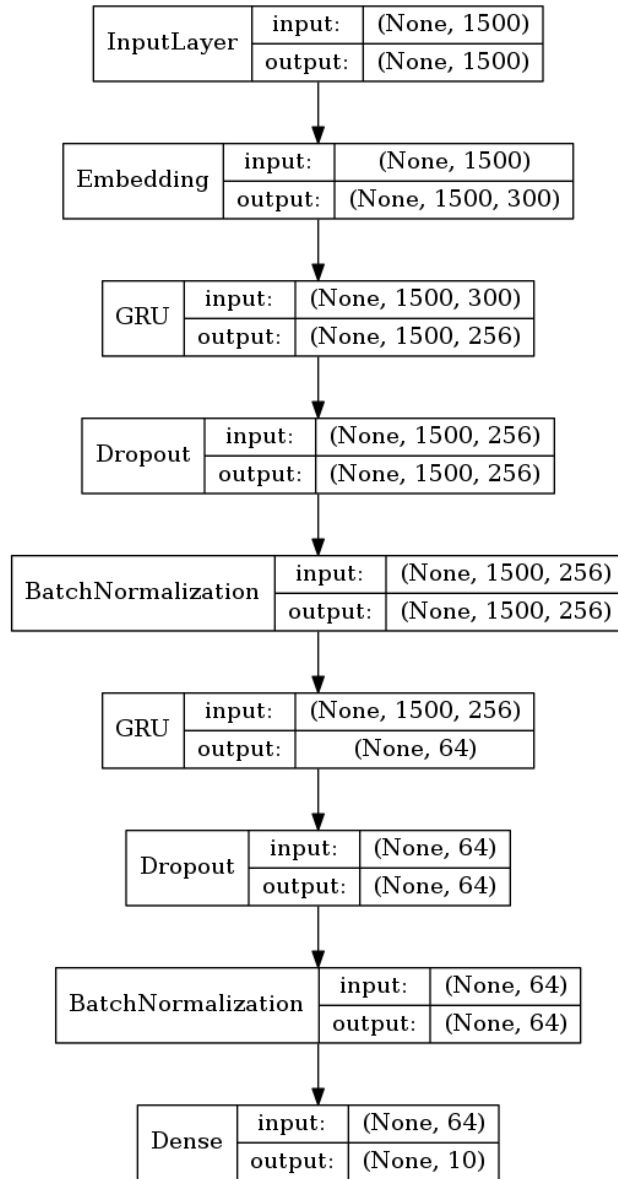 InputLayer
input: (None, 1500)
output: (None, 1500)
Embedding
input: (None, 1500)
output: (None, 1500, 300)
GRU
input: (None, 1500, 300)
output: (None, 1500, 256)
Dropout
input: (None, 1500, 256)
output: (None, 1500, 256)
BatchNormalization
input: (None, 1500, 256)
output: (None, 1500, 256)
GRU
input: (None, 1500, 256)
output: (None, 64)
Dropout
input: (None, 64)
output: (None, 64)
BatchNormalization
input: (None, 64)
output: (None, 64)
Dense
input: (None, 64)
output: (None, 10)